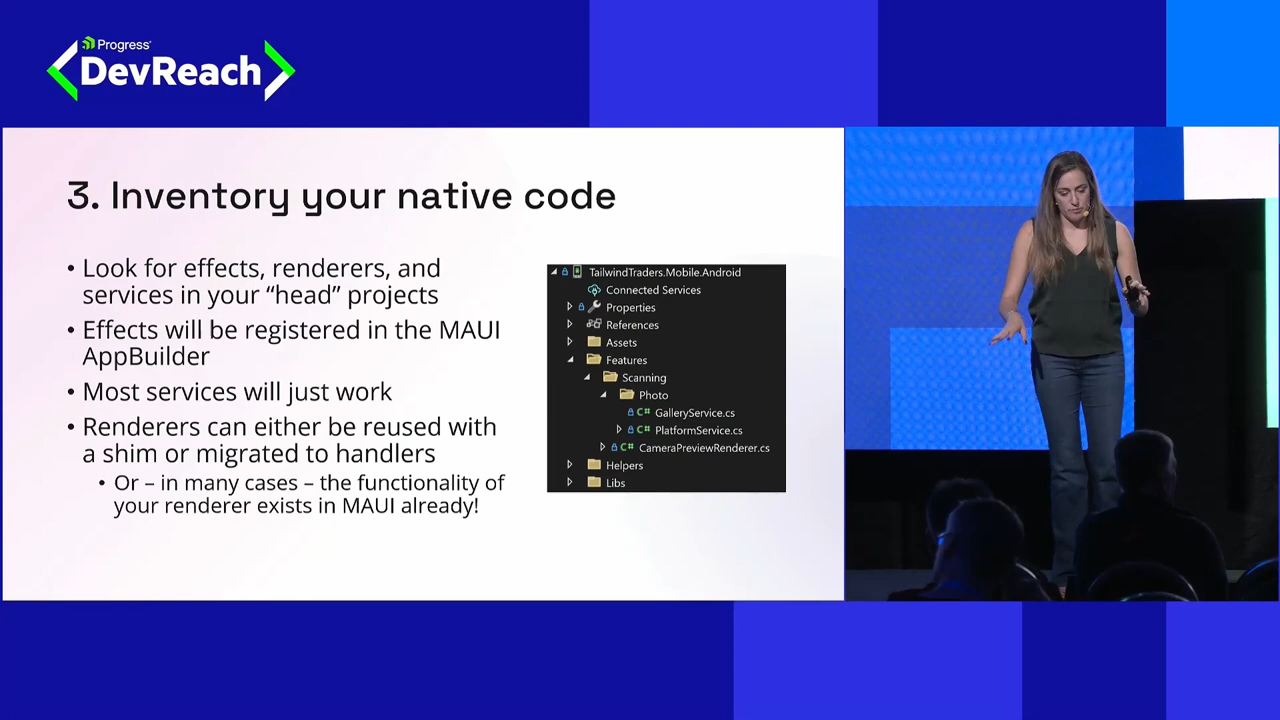 Progress
DevReach
3. Inventory your native code
• Look for effects, renderers, and
services in your “head” projects
• Effects will be registered in the MAUI
AppBuilder
• Most services will just work
• Renderers can either be reused with
a shim or migrated to handlers
• Or – in many cases – the functionality of
your renderer exists in MAUI already!
TailwindTraders.Mobile.Android
Connected Services
Properties
References
Assets
Features
Scanning
Photo
C# GalleryService.cs
C# PlatformService.cs
C# CameraPreviewRenderer.cs
Helpers
Libs